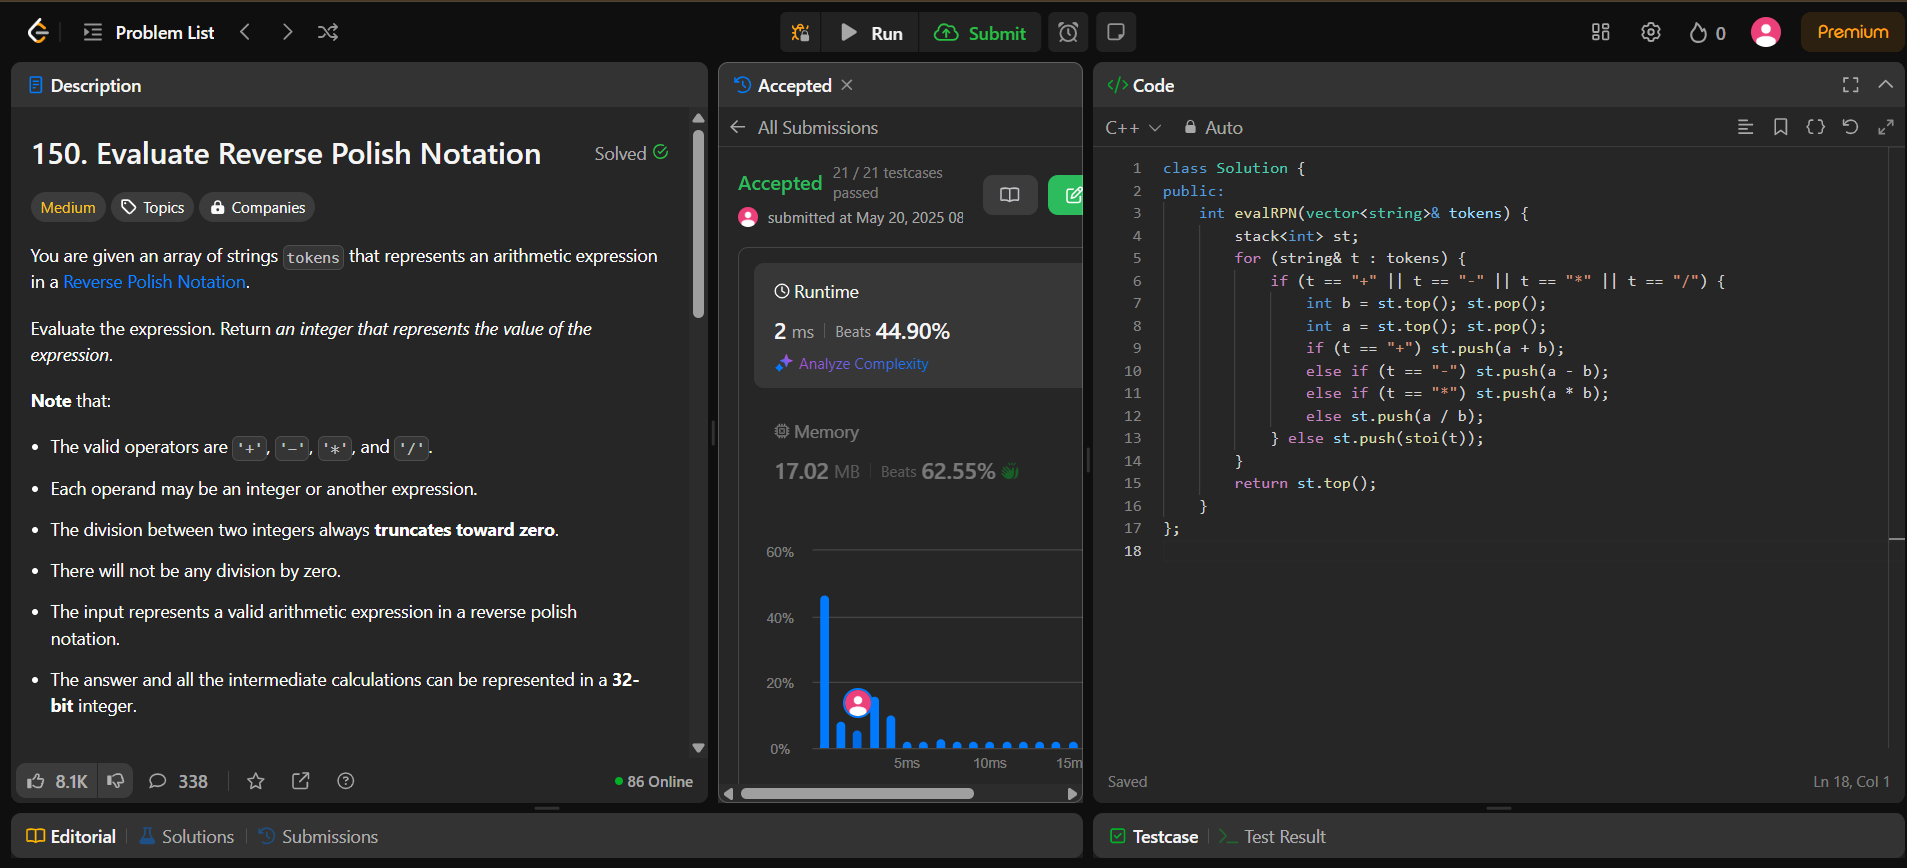 Problem List
Run
Submit
0
Premium
Description
150. Evaluate Reverse Polish Notation
Solved
Medium
Topics
Companies
You are given an array of strings tokens that represents an arithmetic expression
in a Reverse Polish Notation.
Evaluate the expression. Return an integer that represents the value of the
expression.
Note that:
• The valid operators are '+', '-', '*', and '/'.
• Each operand may be an integer or another expression.
• The division between two integers always truncates toward zero.
• There will not be any division by zero.
• The input represents a valid arithmetic expression in a reverse polish
notation.
• The answer and all the intermediate calculations can be represented in a 32-
bit integer.
8.1K
338
86 Online
Accepted
All Submissions
Accepted
21 / 21 testcases
passed
submitted at May 20, 2025 08
Runtime
2 ms | Beats 44.90%
Analyze Complexity
Memory
17.02 MB | Beats 62.55%
60%
40%
20%
0%
5ms
10ms
15m
</> Code
C++
Auto
1 class Solution {
2 public:
3     int evalRPN(vector<string>& tokens) {
4         stack<int> st;
5         for (string& t : tokens) {
6             if (t == "+" || t == "-" || t == "*" || t == "/") {
7                 int b = st.top(); st.pop();
8                 int a = st.top(); st.pop();
9                 if (t == "+") st.push(a + b);
10                 else if (t == "-") st.push(a - b);
11                 else if (t == "*") st.push(a * b);
12                 else st.push(a / b);
13             } else st.push(stoi(t));
14         }
15         return st.top();
16     }
17 };
18
Saved
Ln 18, Col 1
Editorial
Solutions
Submissions
Testcase
Test Result